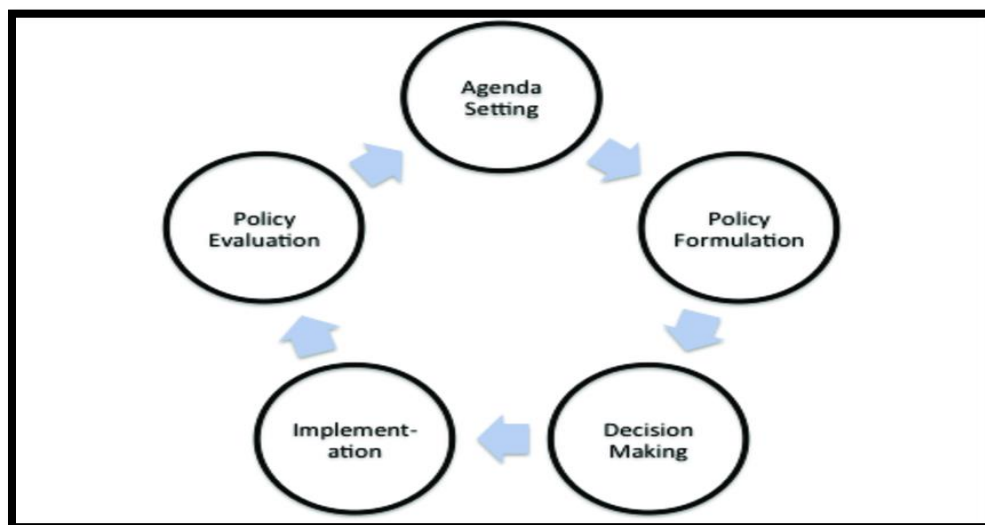 Agenda
Setting
Policy
Formulation
Decision
Making
Implement-
ation
Policy
Evaluation